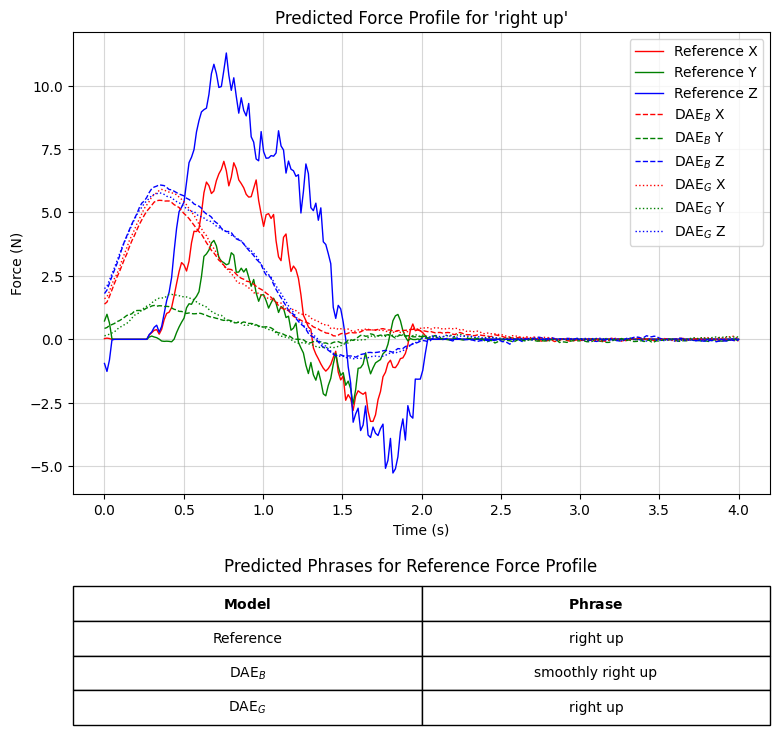 Predicted Force Profile for 'right up'
Reference X
Reference Y
Reference Z
DAE_B X
DAE_B Y
DAE_B Z
DAE_G X
DAE_G Y
DAE_G Z
Force (N)
10.0
7.5
5.0
2.5
0.0
−2.5
−5.0
0.0 0.5 1.0 1.5 2.0 2.5 3.0 3.5 4.0
Time (s)
Predicted Phrases for Reference Force Profile
Model Phrase
Reference right up
DAE_B smoothly right up
DAE_G right up